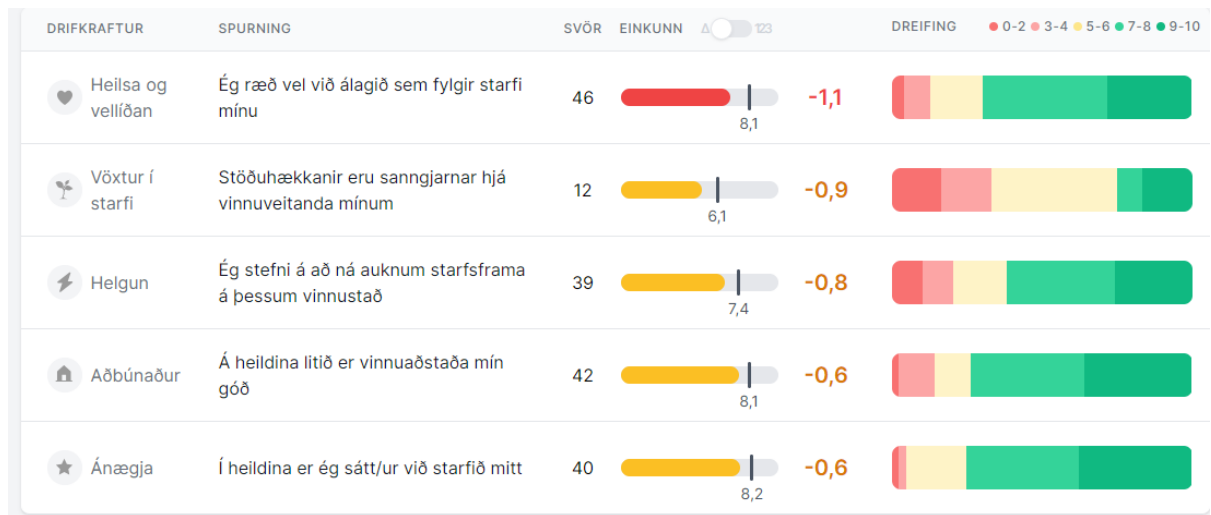 DRIFKRAFTUR SPURNING SVÖR EINKUNN Δ 123 DREIFING 0-2 3-4 5-6 7-8 9-10
Heilsa og
vellíðan
Ég ræð vel við álagið sem fylgir starfi
mínu
46
8,1
-1,1
Vöxtur í
starfi
Stöðuhækkanir eru sanngjarnar hjá
vinnuveitanda mínum
12
6,1
-0,9
Helgun
Ég stefni á að ná auknum starfsframa
á þessum vinnustað
39
7,4
-0,8
Aðbúnaður
Á heildina litið er vinnuaðstaða mín
góð
42
8,1
-0,6
Ánægja
Í heildina er ég sátt/ur við starfið mitt
40
8,2
-0,6